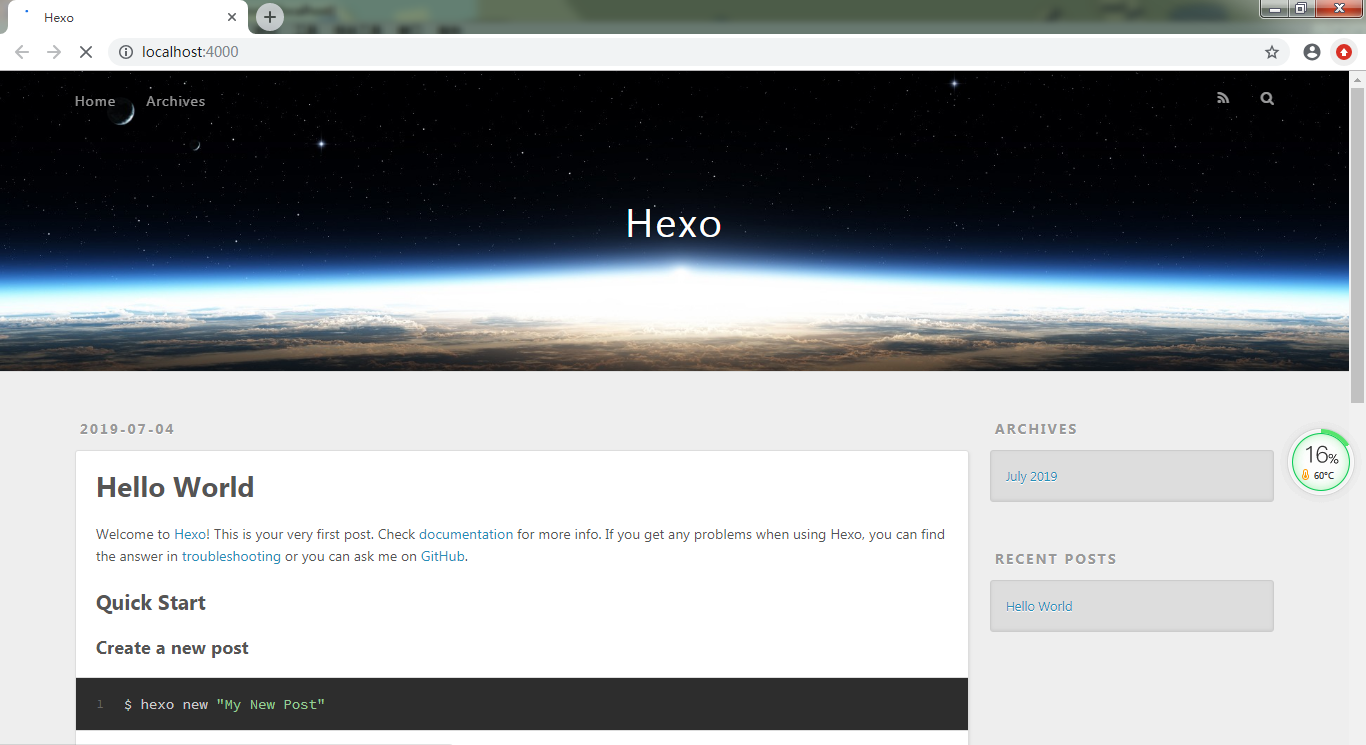 Hexo
localhost:4000
Home
Archives
Hexo
2019-07-04
Hello World
Welcome to Hexo! This is your very first post. Check documentation for more info. If you get any problems when using Hexo, you can find
the answer in troubleshooting or you can ask me on GitHub.
Quick Start
Create a new post
1 $ hexo new "My New Post"
ARCHIVES
July 2019
RECENT POSTS
Hello World
16%
60°C